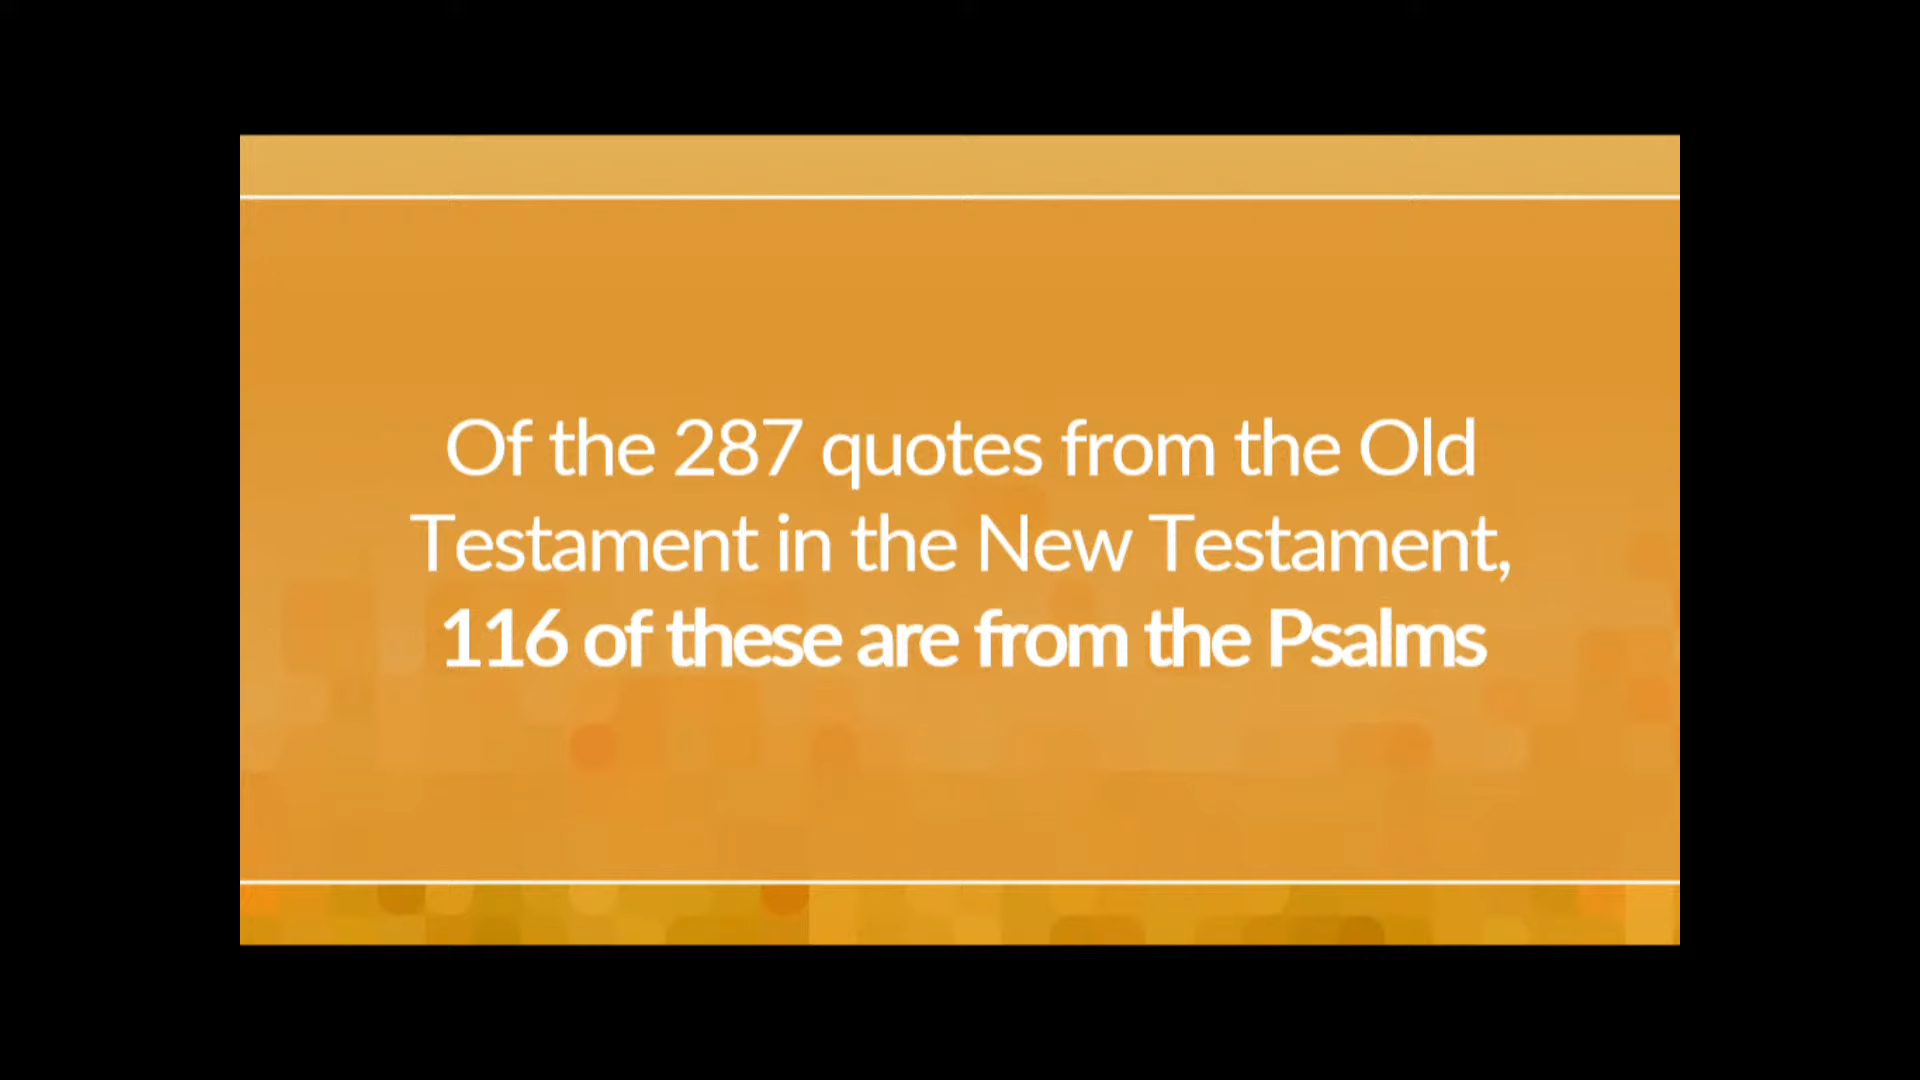 Of the 287 quotes from the Old
Testament in the New Testament,
116 of these are from the Psalms